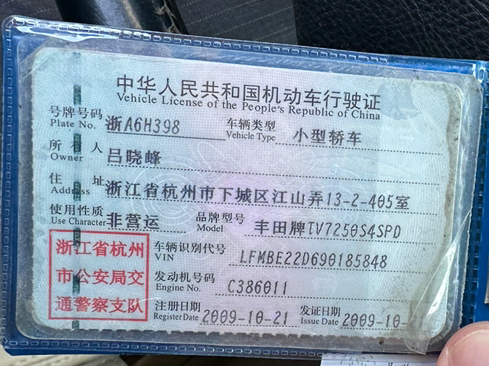 中华人民共和国机动车行驶证
Vehicle License of the People's Republic of China
号牌号码 Plate No. 浙A6H398 车辆类型 Vehicle Type 小型轿车
所有人 Owner 吕晓峰
住址 Address 浙江省杭州市下城区江山弄13-2-405室
使用性质 Use Character 非营运 品牌型号 Model 丰田牌TV7250S4SPD
浙江省杭州 车辆识别代号 VIN LFMBE22D690185848
市公安局交 发动机号码 Engine No. C386011
通警察支队 注册日期 Register Date 2009-10-21 发证日期 Issue Date 2009-10-